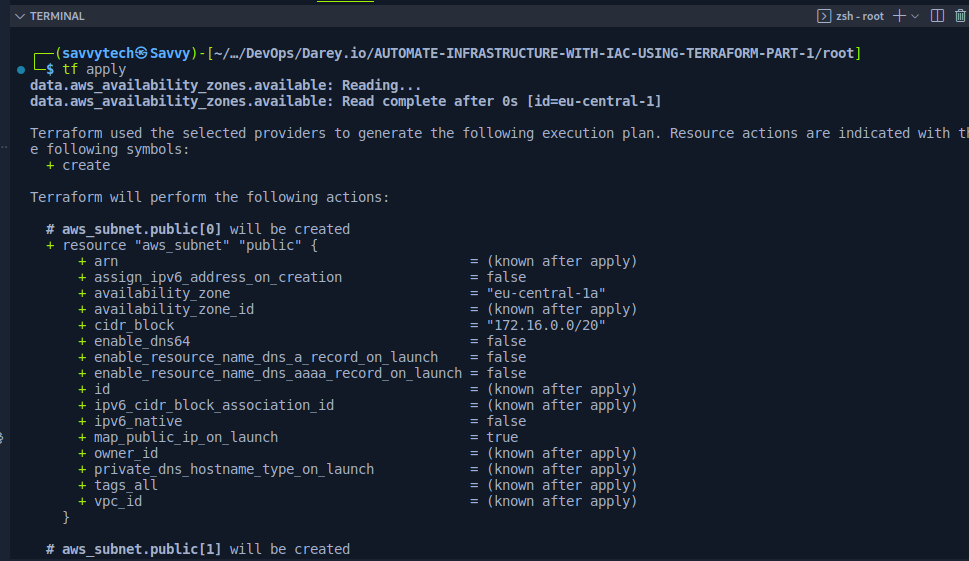 TERMINAL
zsh - root
┌──(savvytech㉿Savvy)-[~/…/DevOps/Darey.io/AUTOMATE-INFRASTRUCTURE-WITH-IAC-USING-TERRAFORM-PART-1/root]
└─$ tf apply
data.aws_availability_zones.available: Reading...
data.aws_availability_zones.available: Read complete after 0s [id=eu-central-1]
Terraform used the selected providers to generate the following execution plan. Resource actions are indicated with th
e following symbols:
+ create
Terraform will perform the following actions:
# aws_subnet.public[0] will be created
+ resource "aws_subnet" "public" {
+ arn = (known after apply)
+ assign_ipv6_address_on_creation = false
+ availability_zone = "eu-central-1a"
+ availability_zone_id = (known after apply)
+ cidr_block = "172.16.0.0/20"
+ enable_dns64 = false
+ enable_resource_name_dns_a_record_on_launch = false
+ enable_resource_name_dns_aaaa_record_on_launch = false
+ id = (known after apply)
+ ipv6_cidr_block_association_id = (known after apply)
+ ipv6_native = false
+ map_public_ip_on_launch = true
+ owner_id = (known after apply)
+ private_dns_hostname_type_on_launch = (known after apply)
+ tags_all = (known after apply)
+ vpc_id = (known after apply)
}
# aws_subnet.public[1] will be created